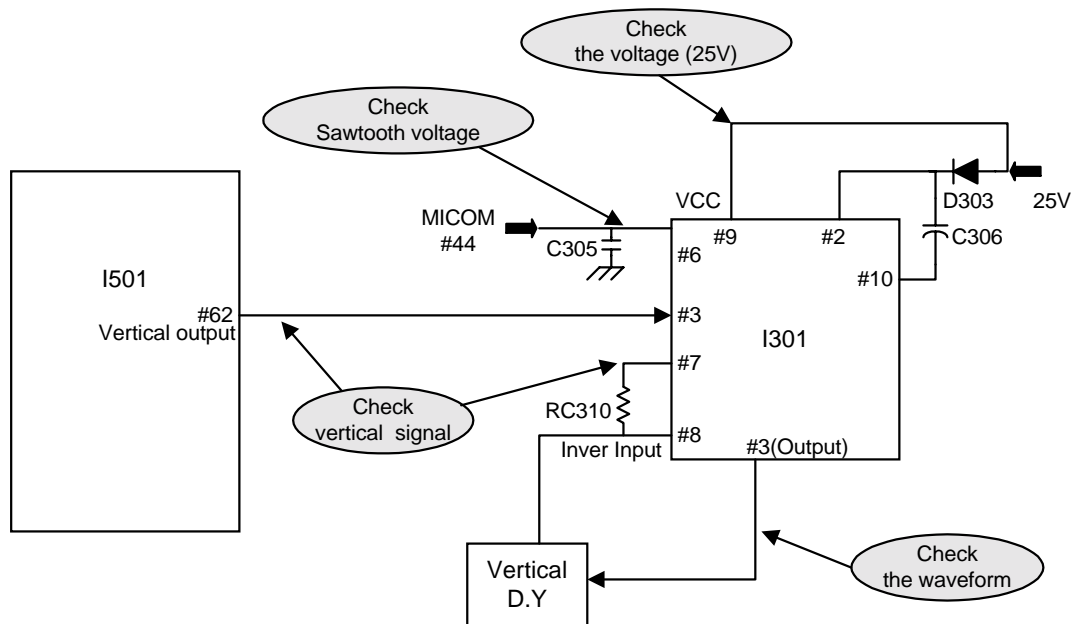 Check
the voltage (25V)
Check
Sawtooth voltage
MICOM
#44
C305
VCC
#9
#2
D303
25V
C306
#6
#10
I501
#62
Vertical output
#3
I301
#7
RC310
#8
Inver Input
#3(Output)
Check
vertical signal
Vertical
D.Y
Check
the waveform